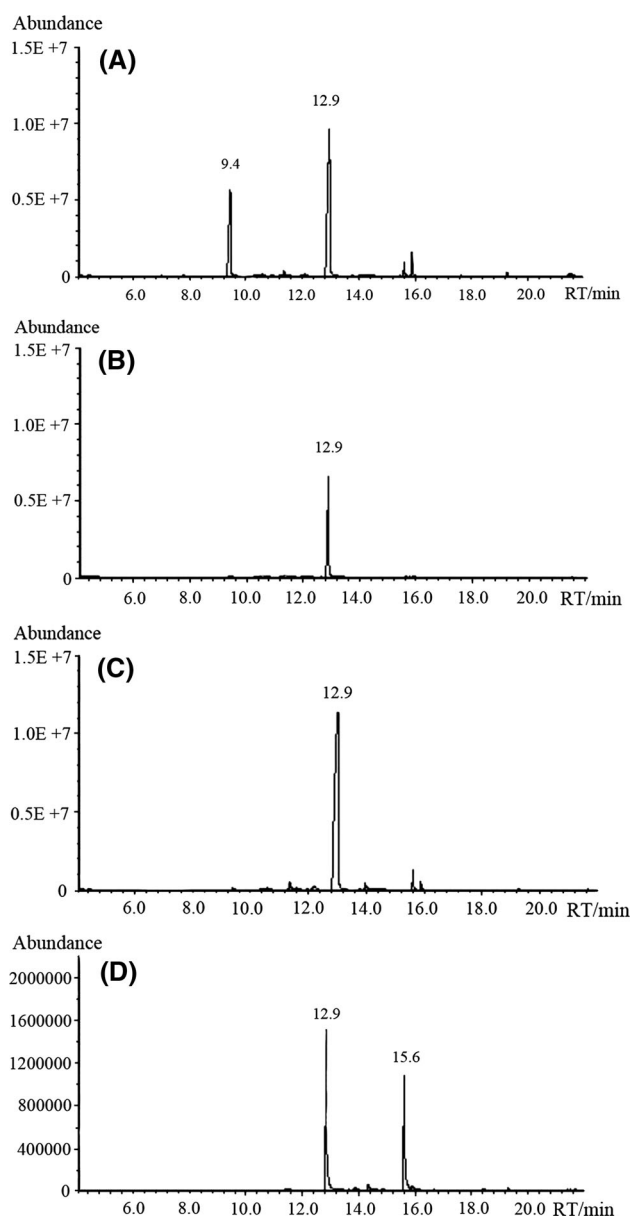 Abundance
1.5E +7
(A)
12.9
1.0E +7
9.4
0.5E +7
0
6.0 8.0 10.0 12.0 14.0 16.0 18.0 20.0 RT/min
Abundance
1.5E +7
(B)
12.9
1.0E +7
0.5E +7
0
6.0 8.0 10.0 12.0 14.0 16.0 18.0 20.0 RT/min
Abundance
1.5E +7
(C)
12.9
1.0E +7
0.5E +7
0
6.0 8.0 10.0 12.0 14.0 16.0 18.0 20.0 RT/min
Abundance
(D)
2000000
12.9
1600000
15.6
1200000
800000
400000
0
6.0 8.0 10.0 12.0 14.0 16.0 18.0 20.0 RT/min